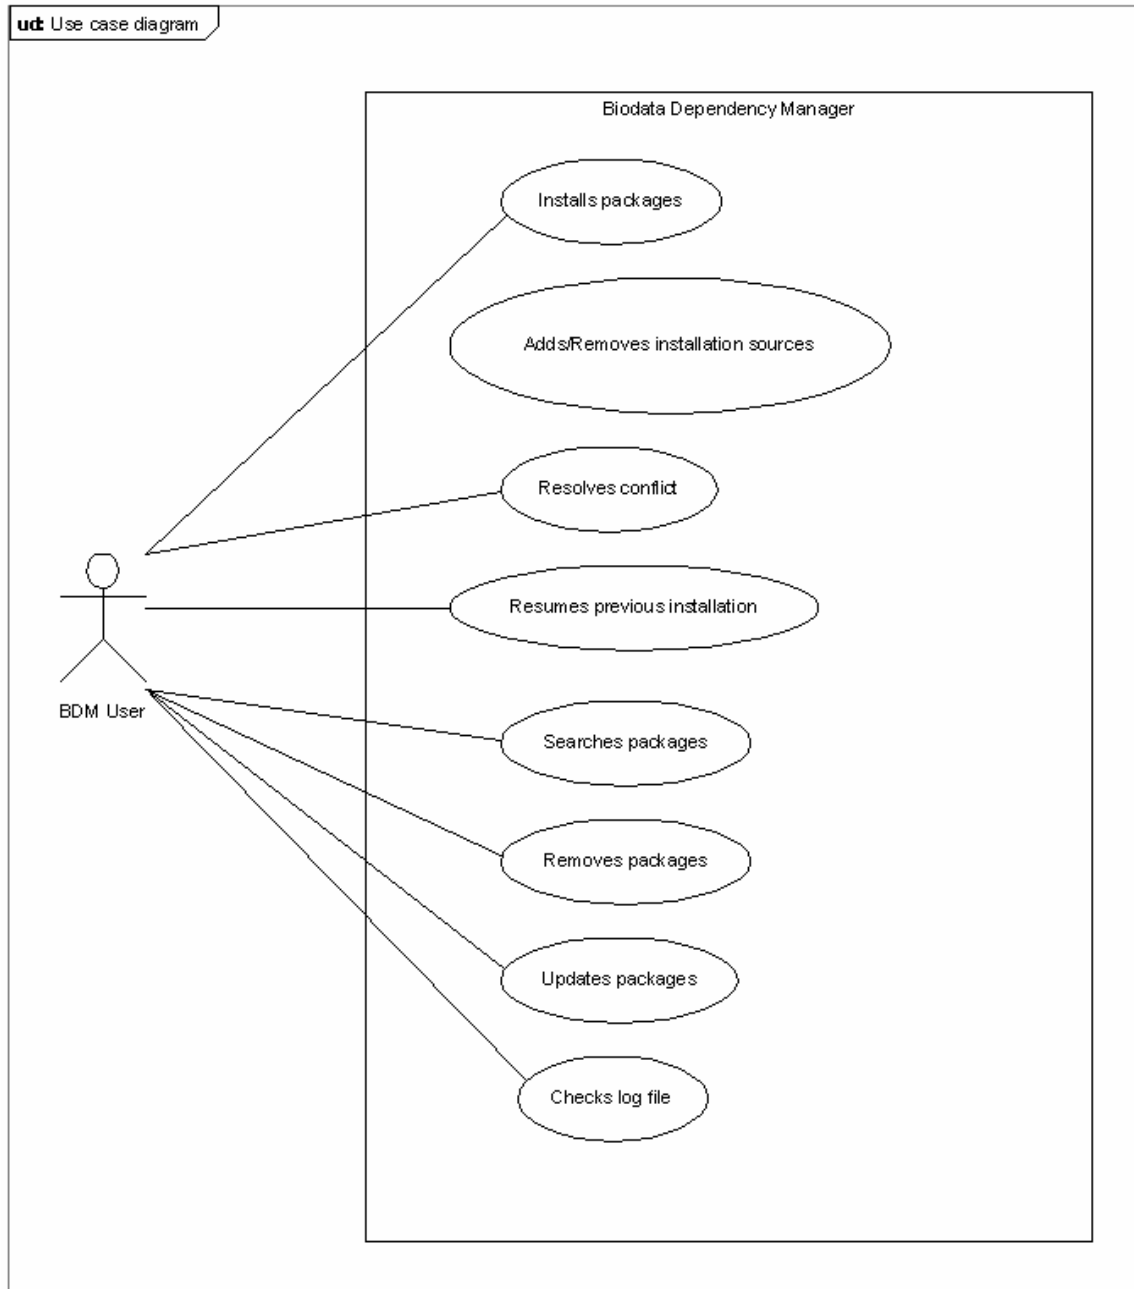 uc: Use case diagram
Biodata Dependency Manager
Installs packages
Adds/Removes installation sources
Resolves conflict
Resumes previous installation
BDM User
Searches packages
Removes packages
Updates packages
Checks log file